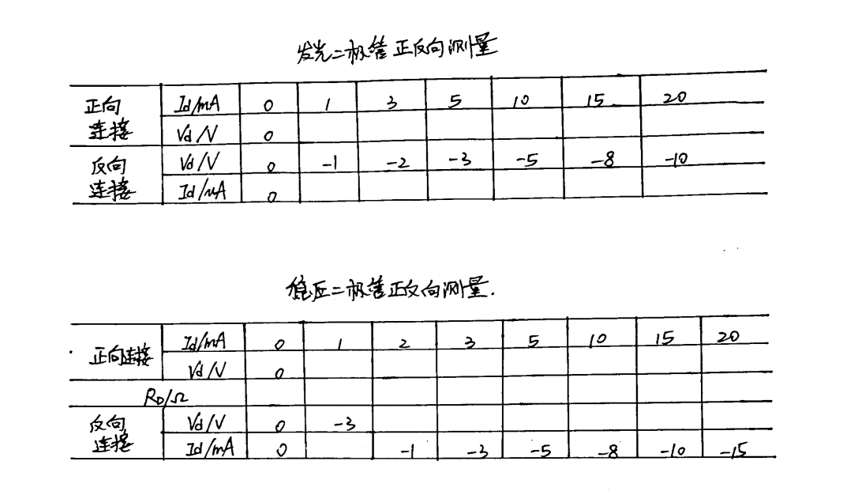 发光二极管正反向测量
正向连接 Id/mA 0 1 3 5 10 15 20
Vd/V 0
反向连接 Vd/V 0 -1 -2 -3 -5 -8 -10
Id/μA 0
稳压二极管正反向测量.
正向连接 Id/mA 0 1 2 3 5 10 15 20
Vd/V 0
RD/Ω
反向连接 Vd/V 0 -3
Id/mA 0 -1 -3 -5 -8 -10 -15